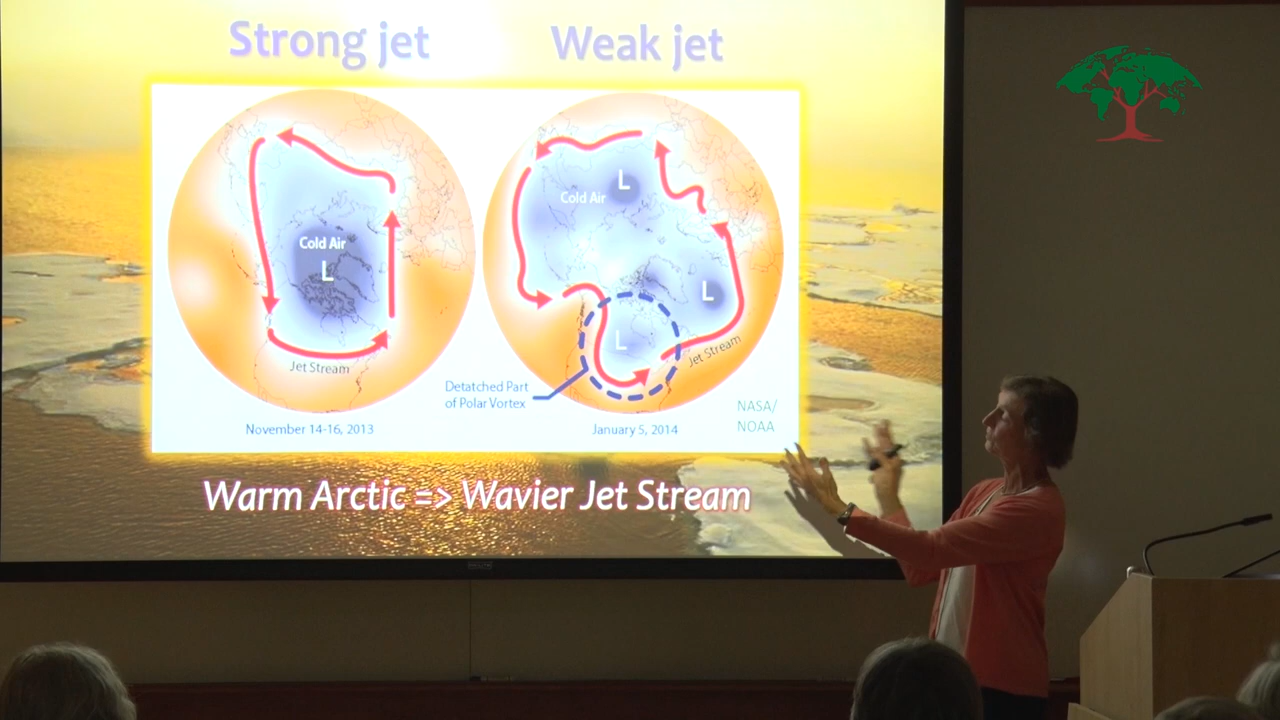 Strong jet
Weak jet
Cold Air
L
Jet Stream
November 14-16, 2013
L
Cold Air
L
L
Jet Stream
Detatched Part
of Polar Vortex
January 5, 2014
NASA/
NOAA
Warm Arctic => Wavier Jet Stream